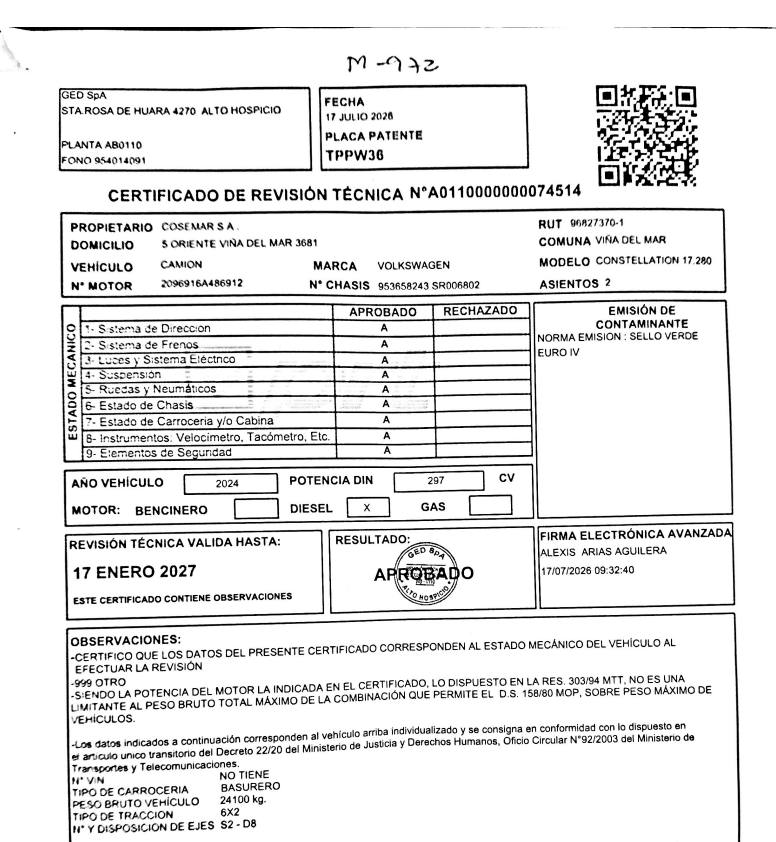 M-972
GED SpA
STA.ROSA DE HUARA 4270 ALTO HOSPICIO
PLANTA AB0110
FONO 954014091
FECHA
17 JULIO 2026
PLACA PATENTE
TPPW36
CERTIFICADO DE REVISIÓN TÉCNICA N°A0110000000074514
PROPIETARIO COSEMAR S A .
RUT 96827370-1
DOMICILIO 5 ORIENTE VIÑA DEL MAR 3681
COMUNA VIÑA DEL MAR
VEHÍCULO CAMION
MARCA VOLKSWAGEN
MODELO CONSTELLATION 17.280
N° MOTOR 2096916A486912
N° CHASIS 953658243 SR006802
ASIENTOS 2
ESTADO MECÁNICO
APROBADO RECHAZADO
1- Sistema de Direccion A
2- Sistema de Frenos A
3- Luces y Sistema Eléctrico A
4- Suspensión A
5- Ruedas y Neumáticos A
6- Estado de Chasis A
7- Estado de Carroceria y/o Cabina A
8- Instrumentos. Velocímetro, Tacómetro, Etc. A
9- Elementos de Seguridad A
EMISIÓN DE
CONTAMINANTE
NORMA EMISION : SELLO VERDE
EURO IV
AÑO VEHÍCULO 2024 POTENCIA DIN 297 CV
MOTOR: BENCINERO DIESEL X GAS
REVISIÓN TÉCNICA VALIDA HASTA:
17 ENERO 2027
ESTE CERTIFICADO CONTIENE OBSERVACIONES
RESULTADO:
GED SpA
APROBADO
ALTO HOSPICIO
FIRMA ELECTRÓNICA AVANZADA
ALEXIS ARIAS AGUILERA
17/07/2026 09:32:40
OBSERVACIONES:
-CERTIFICO QUE LOS DATOS DEL PRESENTE CERTIFICADO CORRESPONDEN AL ESTADO MECÁNICO DEL VEHÍCULO AL
EFECTUAR LA REVISIÓN
-999 OTRO
-SIENDO LA POTENCIA DEL MOTOR LA INDICADA EN EL CERTIFICADO, LO DISPUESTO EN LA RES. 303/94 MTT, NO ES UNA
LIMITANTE AL PESO BRUTO TOTAL MÁXIMO DE LA COMBINACIÓN QUE PERMITE EL D.S. 158/80 MOP, SOBRE PESO MÁXIMO DE
VEHÍCULOS.
-Los datos indicados a continuación corresponden al vehículo arriba individualizado y se consigna en conformidad con lo dispuesto en
el articulo unico transitorio del Decreto 22/20 del Ministerio de Justicia y Derechos Humanos, Oficio Circular N°92/2003 del Ministerio de
Transportes y Telecomunicaciones.
N° VIN NO TIENE
TIPO DE CARROCERIA BASURERO
PESO BRUTO VEHÍCULO 24100 kg.
TIPO DE TRACCION 6X2
N° Y DISPOSICION DE EJES S2 - D8